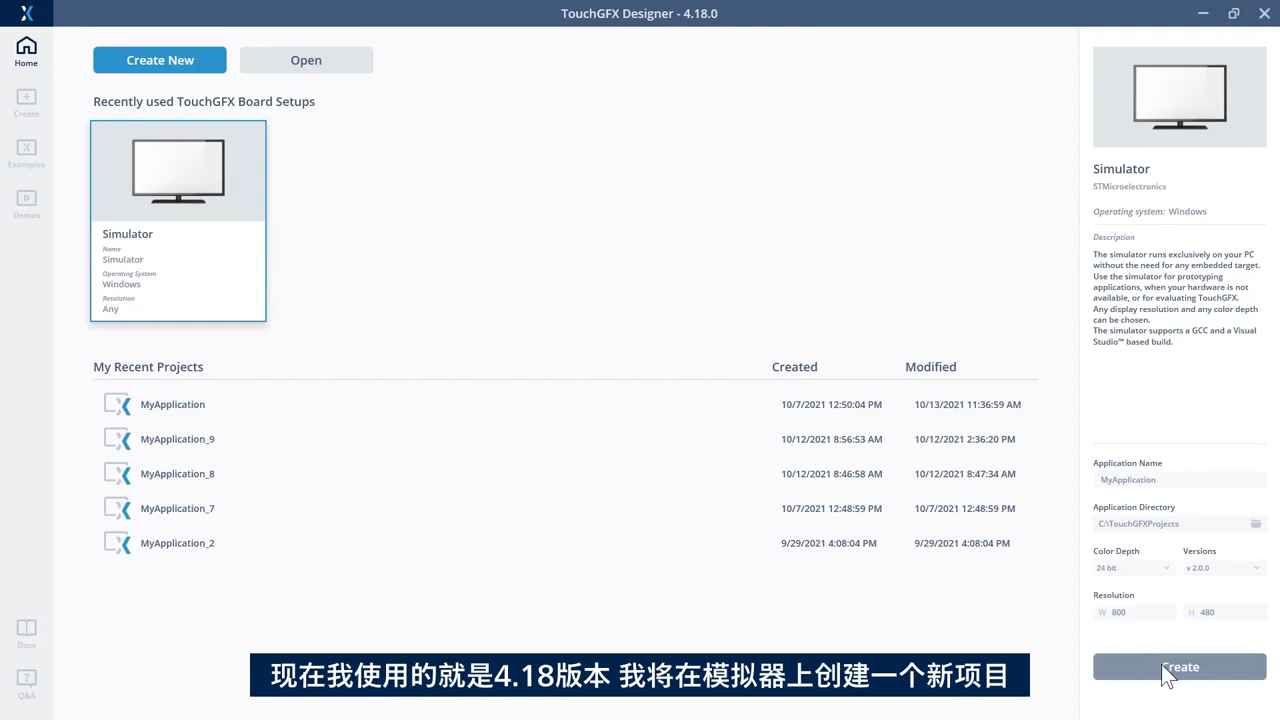 TouchGFX Designer - 4.18.0
Home
Create
Examples
Demos
Docs
Q&A
Create New
Open
Recently used TouchGFX Board Setups
Simulator
Name
Simulator
Operating System
Windows
Resolution
Any
My Recent Projects Created Modified
MyApplication 10/7/2021 12:50:04 PM 10/13/2021 11:36:59 AM
MyApplication_9 10/12/2021 8:56:53 AM 10/12/2021 2:36:20 PM
MyApplication_8 10/12/2021 8:46:58 AM 10/12/2021 8:47:34 AM
MyApplication_7 10/7/2021 12:48:59 PM 10/7/2021 12:48:59 PM
MyApplication_2 9/29/2021 4:08:04 PM 9/29/2021 4:08:04 PM
Simulator
STMicroelectronics
Operating system: Windows
Description
The simulator runs exclusively on your PC
without the need for any embedded target.
Use the simulator for prototyping
applications, when your hardware is not
available, or for evaluating TouchGFX.
Any display resolution and any color depth
can be chosen.
The simulator supports a GCC and a Visual
Studio™ based build.
Application Name
MyApplication
Application Directory
C:\TouchGFXProjects
Color Depth Versions
24 bit v 2.0.0
Resolution
W 800 H 480
Create
现在我使用的就是4.18版本 我将在模拟器上创建一个新项目